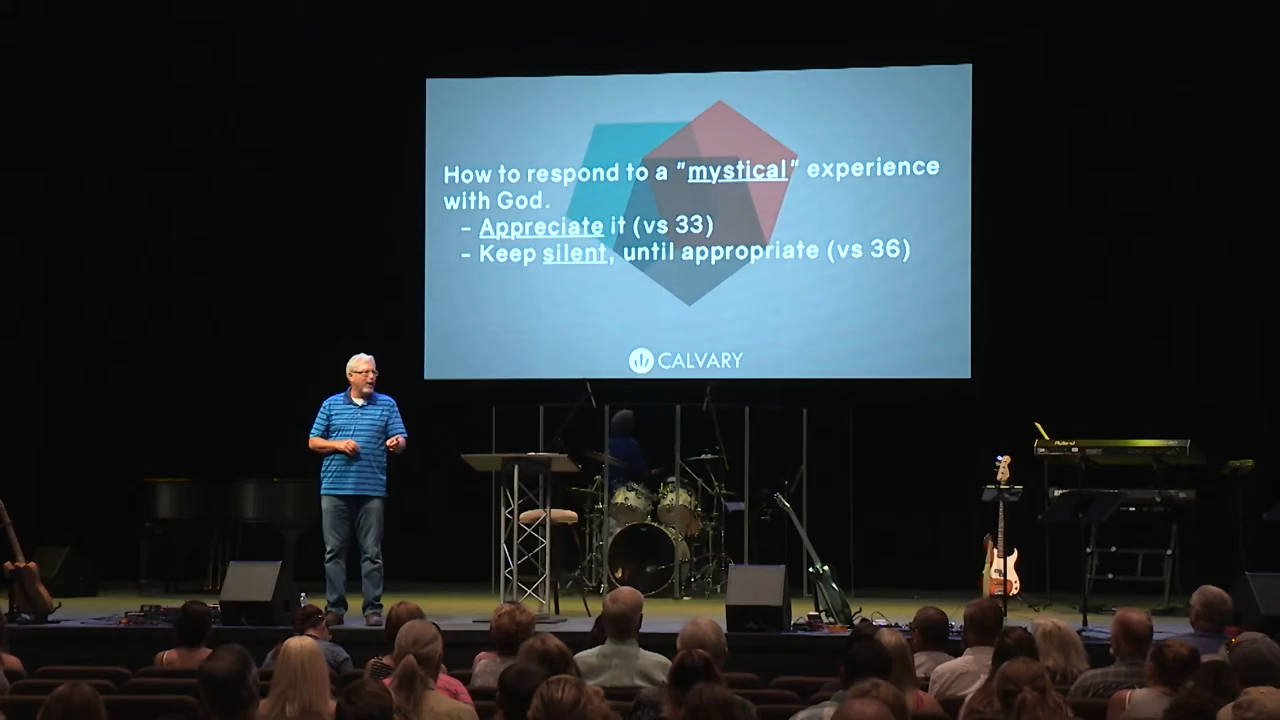 How to respond to a "mystical" experience
with God.
- Appreciate it (vs 33)
- Keep silent, until appropriate (vs 36)
CALVARY
Roland